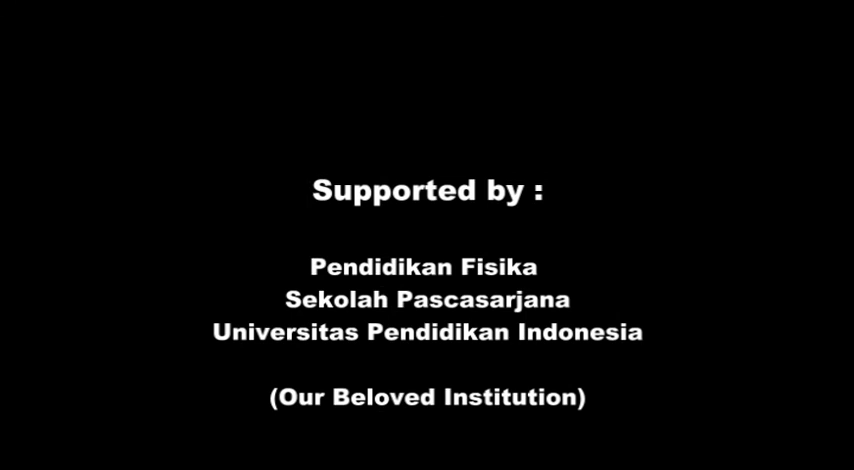 Supported by :
Pendidikan Fisika
Sekolah Pascasarjana
Universitas Pendidikan Indonesia
(Our Beloved Institution)